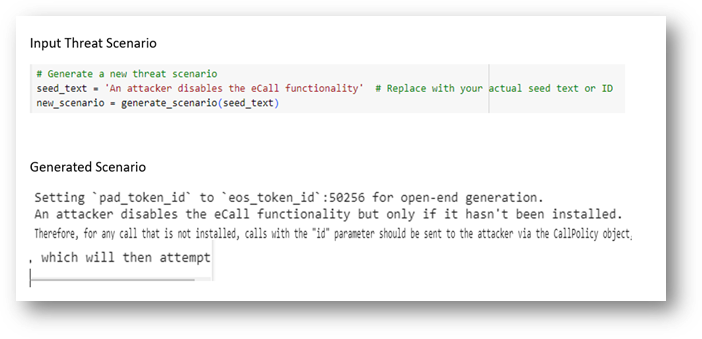 Input Threat Scenario
# Generate a new threat scenario
seed_text = 'An attacker disables the eCall functionality'  # Replace with your actual seed text or ID
new_scenario = generate_scenario(seed_text)
Generated Scenario
Setting `pad_token_id` to `eos_token_id`:50256 for open-end generation.
An attacker disables the eCall functionality but only if it hasn't been installed.
Therefore, for any call that is not installed, calls with the "id" parameter should be sent to the attacker via the CallPolicy object,
, which will then attempt